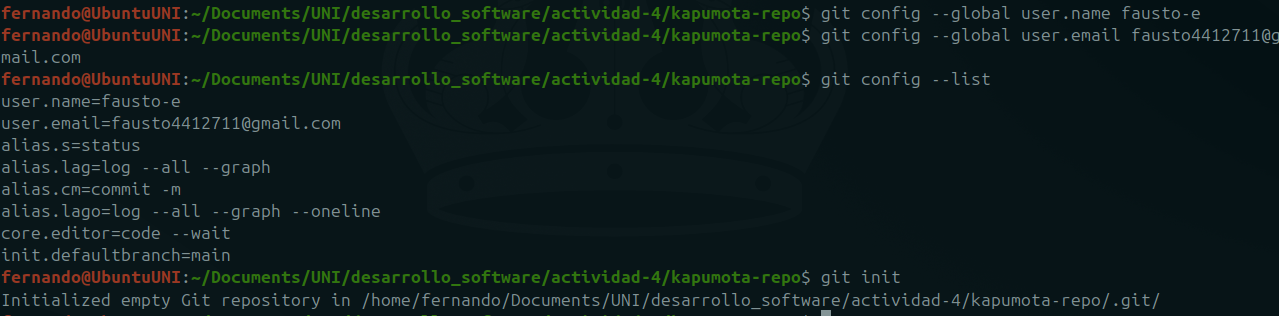 fernando@UbuntuUNI:~/Documents/UNI/desarrollo_software/actividad-4/kapumota-repo$ git config --global user.name fausto-e
fernando@UbuntuUNI:~/Documents/UNI/desarrollo_software/actividad-4/kapumota-repo$ git config --global user.email fausto4412711@g
mail.com
fernando@UbuntuUNI:~/Documents/UNI/desarrollo_software/actividad-4/kapumota-repo$ git config --list
user.name=fausto-e
user.email=fausto4412711@gmail.com
alias.s=status
alias.lag=log --all --graph
alias.cm=commit -m
alias.lago=log --all --graph --oneline
core.editor=code --wait
init.defaultbranch=main
fernando@UbuntuUNI:~/Documents/UNI/desarrollo_software/actividad-4/kapumota-repo$ git init
Initialized empty Git repository in /home/fernando/Documents/UNI/desarrollo_software/actividad-4/kapumota-repo/.git/